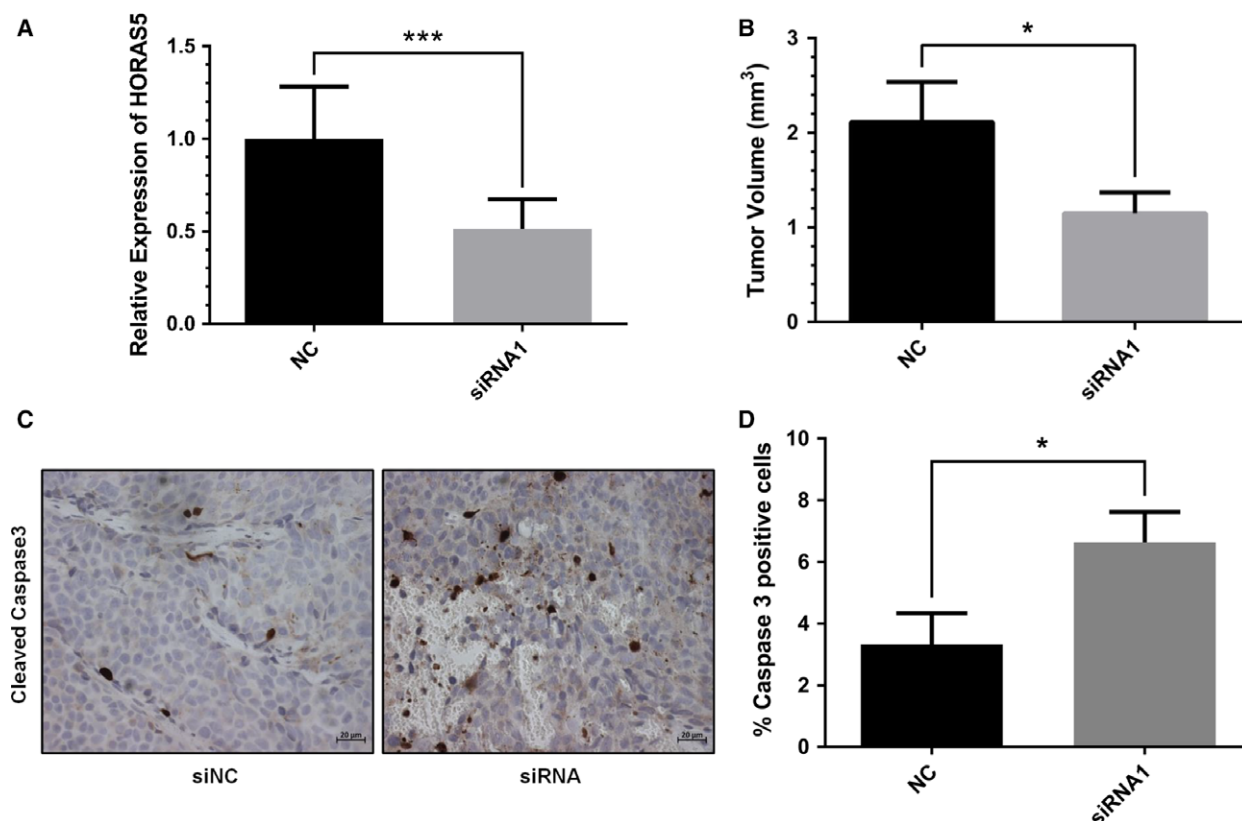 A
Relative Expression of HORAS5
1.5
1.0
0.5
0.0
***
NC
siRNA1
B
Tumor Volume (mm³)
3
2
1
0
*
NC
siRNA1
C
Cleaved Caspase3
20 µm
20 µm
siNC
siRNA
D
% Caspase 3 positive cells
10
8
6
4
2
0
*
NC
siRNA1